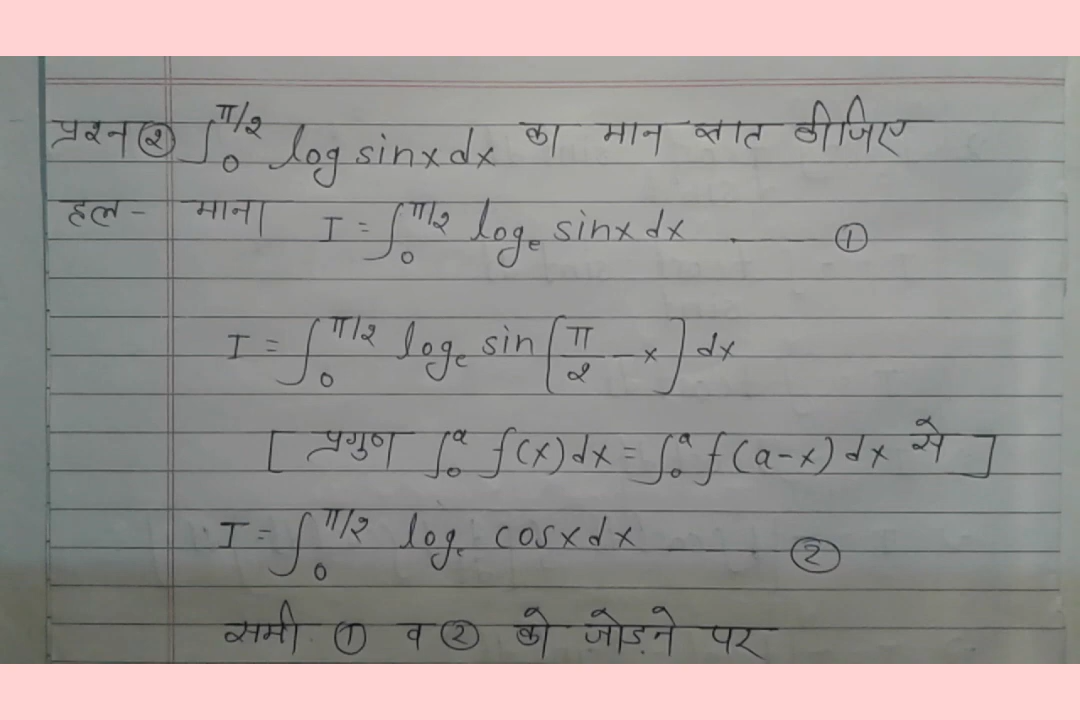 प्रश्न ② ∫₀^π/2 log sinx dx का मान ज्ञात कीजिए
हल - माना I = ∫₀^π/2 logₑ sinx dx ------ ①
I = ∫₀^π/2 logₑ sin [π/2 - x] dx
[ प्रगुण ∫₀^a f(x) dx = ∫₀^a f(a-x) dx से ]
I = ∫₀^π/2 logₑ cosx dx ------ ②
समी ① व ② को जोड़ने पर